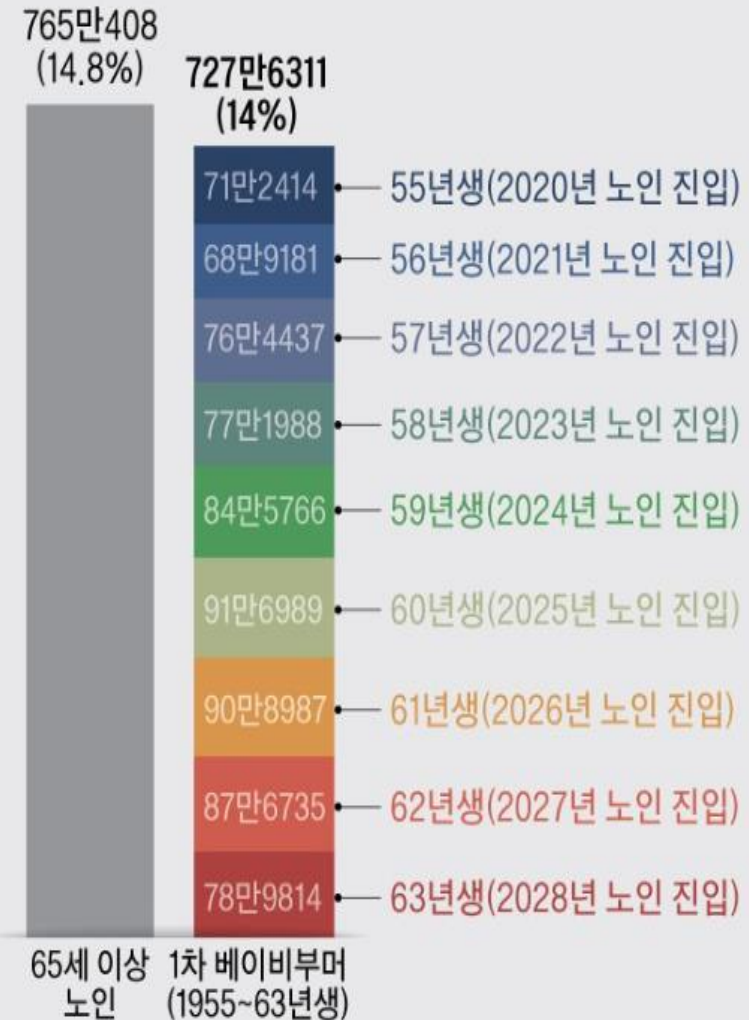 765만408
(14.8%)
727만6311
(14%)
71만2414 55년생(2020년 노인 진입)
68만9181 56년생(2021년 노인 진입)
76만4437 57년생(2022년 노인 진입)
77만1988 58년생(2023년 노인 진입)
84만5766 59년생(2024년 노인 진입)
91만6989 60년생(2025년 노인 진입)
90만8987 61년생(2026년 노인 진입)
87만6735 62년생(2027년 노인 진입)
78만9814 63년생(2028년 노인 진입)
65세 이상
노인
1차 베이비부머
(1955~63년생)